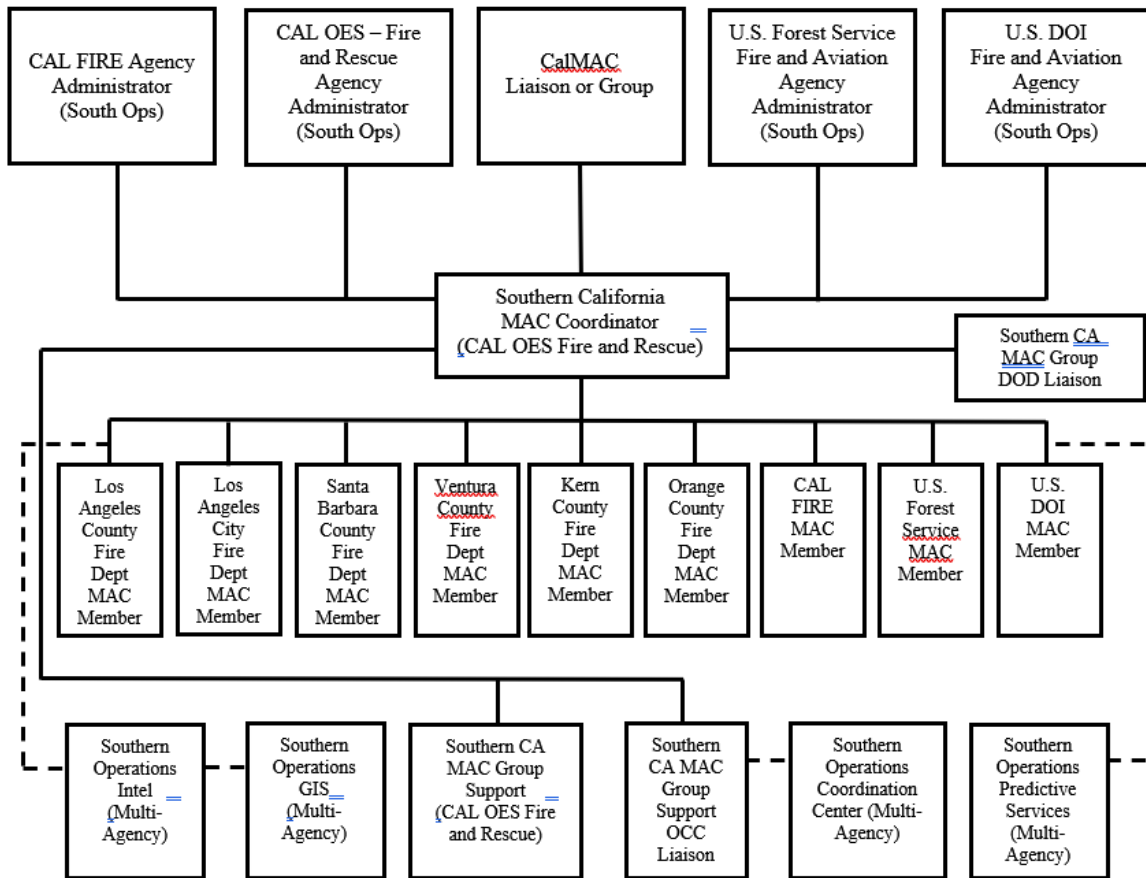 CAL FIRE Agency
Administrator
(South Ops)
CAL OES – Fire
and Rescue
Agency
Administrator
(South Ops)
CalMAC
Liaison or Group
U.S. Forest Service
Fire and Aviation
Agency
Administrator
(South Ops)
U.S. DOI
Fire and Aviation
Agency
Administrator
(South Ops)
Southern California
MAC Coordinator
(CAL OES Fire and Rescue)
Southern CA
MAC Group
DOD Liaison
Los
Angeles
County
Fire
Dept
MAC
Member
Los
Angeles
City
Fire
Dept
MAC
Member
Santa
Barbara
County
Fire
Dept
MAC
Member
Ventura
County
Fire
Dept
MAC
Member
Kern
County
Fire
Dept
MAC
Member
Orange
County
Fire
Dept
MAC
Member
CAL
FIRE
MAC
Member
U.S.
Forest
Service
MAC
Member
U.S.
DOI
MAC
Member
Southern
Operations
Intel
(Multi-
Agency)
Southern
Operations
GIS
(Multi-
Agency)
Southern CA
MAC Group
Support
(CAL OES Fire
and Rescue)
Southern
CA MAC
Group
Support
OCC
Liaison
Southern
Operations
Coordination
Center (Multi-
Agency)
Southern
Operations
Predictive
Services
(Multi-
Agency)